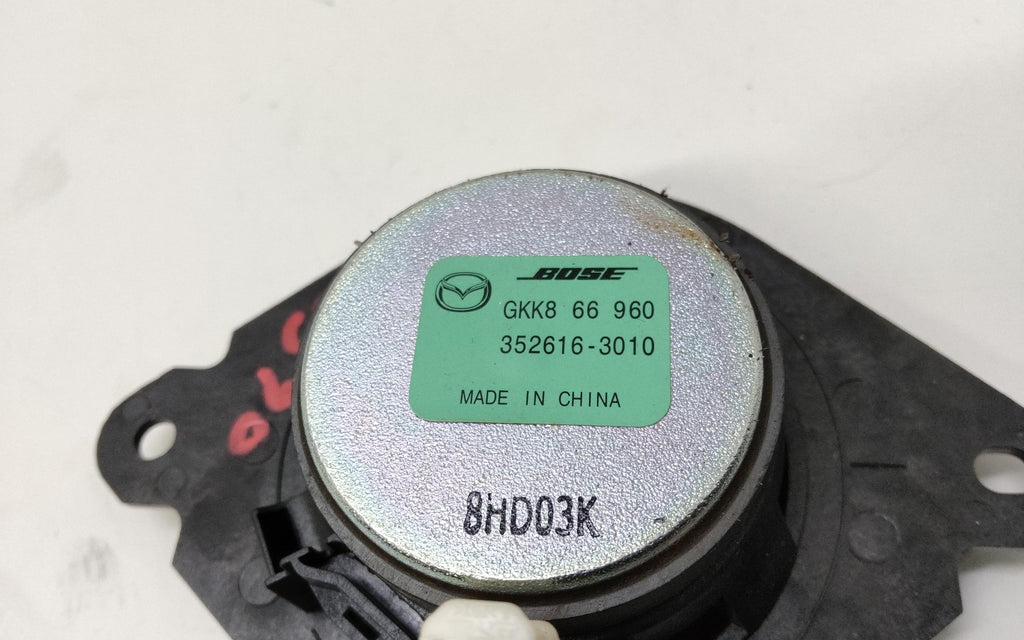 BOSE
GKK8 66 960
352616-3010
MADE IN CHINA
8HD03K